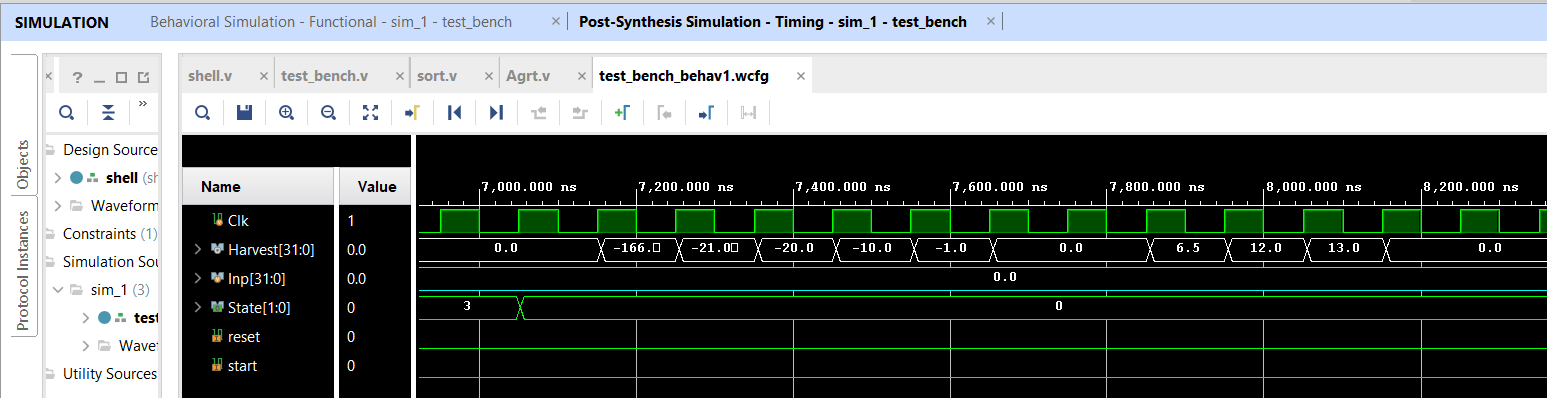 SIMULATION Behavioral Simulation - Functional - sim_1 - test_bench Post-Synthesis Simulation - Timing - sim_1 - test_bench
shell.v test_bench.v sort.v Agrt.v test_bench_behav1.wcfg
Objects
Protocol Instances
Design Source
shell (sh
Waveform
Constraints (1)
Simulation Sou
sim_1 (3)
test
Wavef
Utility Sources
Name Value
7,000.000 ns 7,200.000 ns 7,400.000 ns 7,600.000 ns 7,800.000 ns 8,000.000 ns 8,200.000 ns
Clk 1
Harvest[31:0] 0.0 0.0 -166.□ -21.0□ -20.0 -10.0 -1.0 0.0 6.5 12.0 13.0 0.0
Inp[31:0] 0.0 0.0
State[1:0] 0 3 0
reset 0
start 0